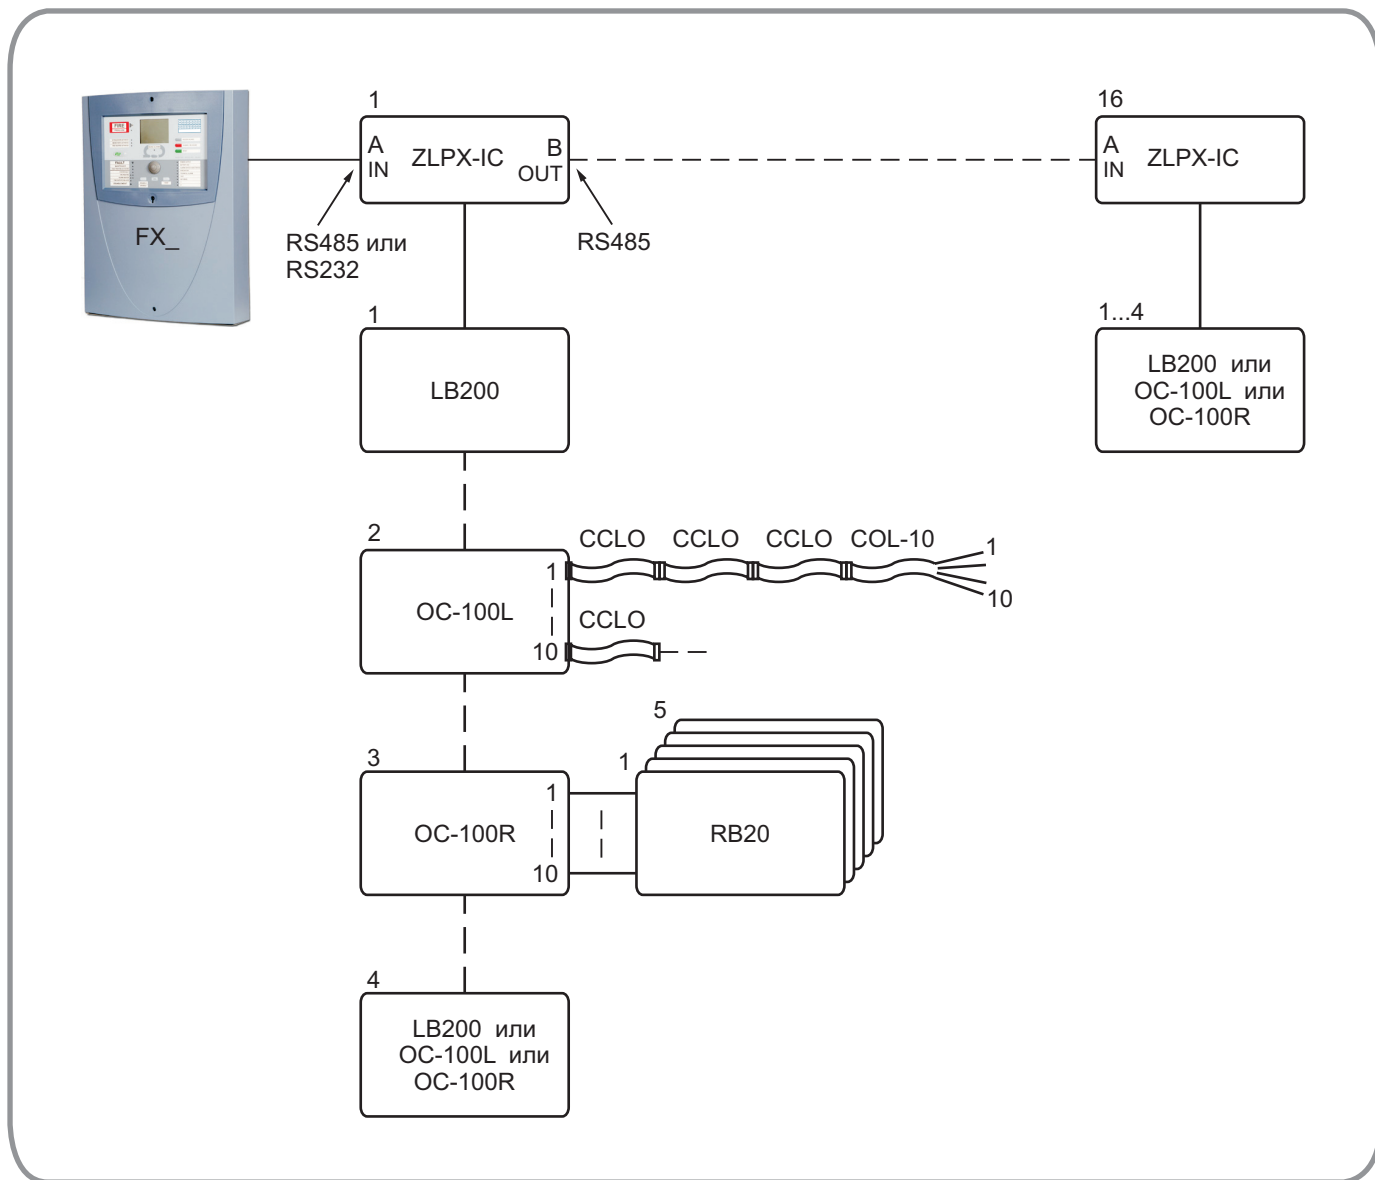 1
16
A
IN
ZLPX-IC
B
OUT
A
IN
ZLPX-IC
FX_
RS485 или
RS232
RS485
1
LB200
1...4
LB200 или
OC-100L или
OC-100R
2
OC-100L
1
10
CCLO
CCLO
CCLO
COL-10
1
10
CCLO
3
OC-100R
1
10
5
1
RB20
4
LB200 или
OC-100L или
OC-100R